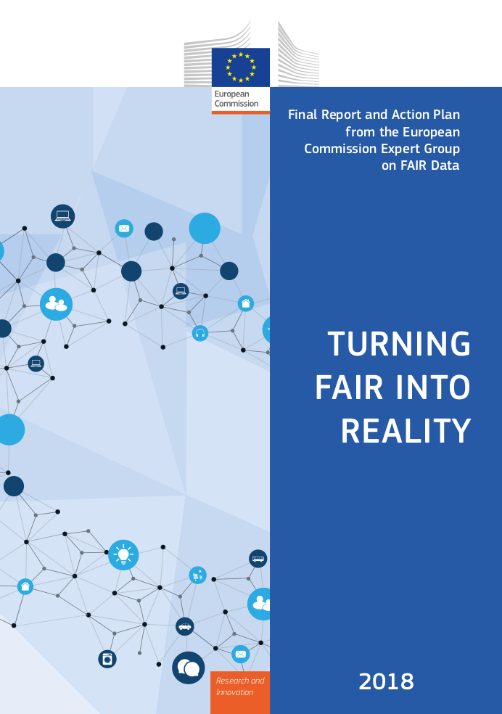 European
Commission
Final Report and Action Plan
from the European
Commission Expert Group
on FAIR Data
TURNING
FAIR INTO
REALITY
Research and
Innovation
2018